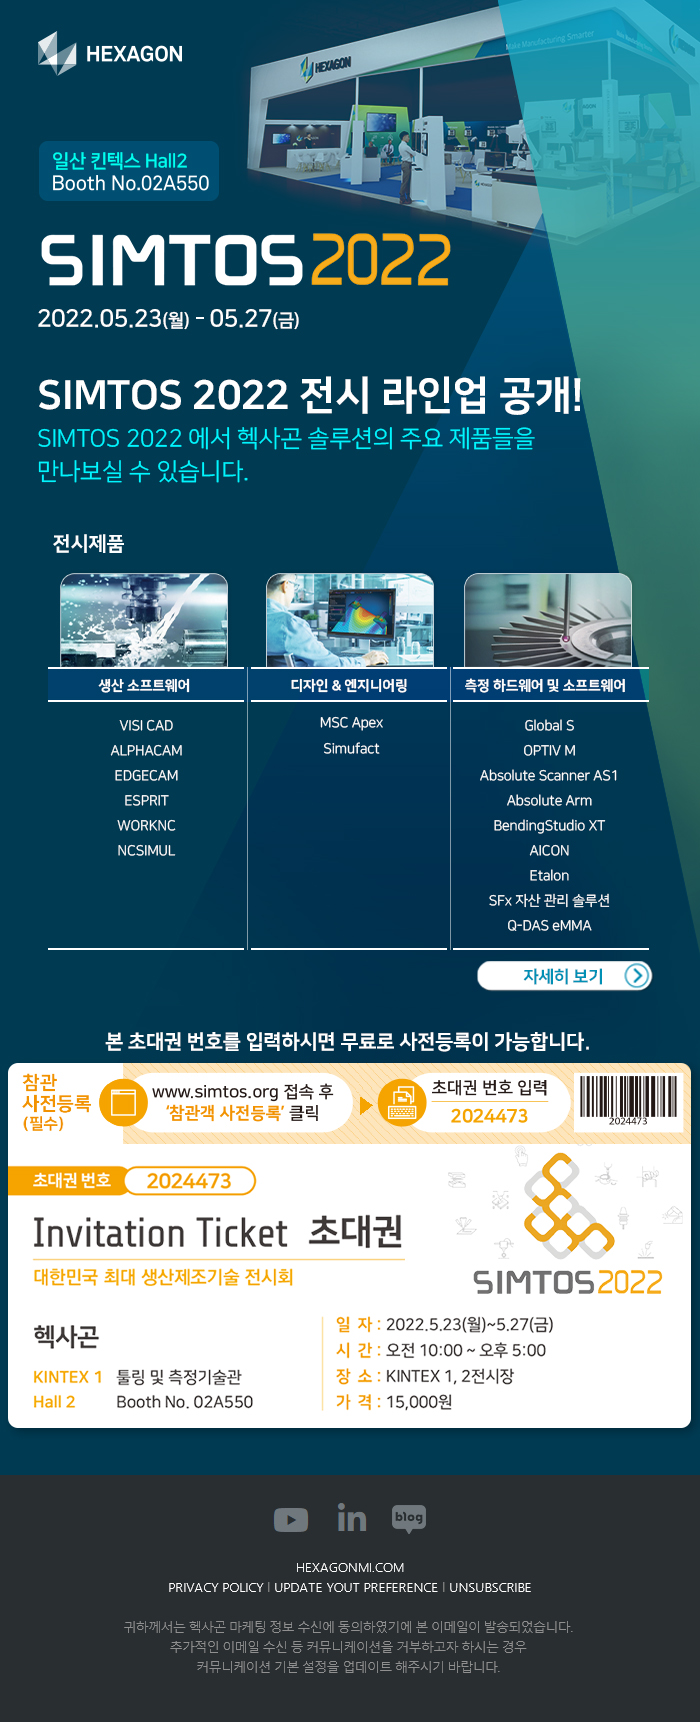 HEXAGON
HEXAGON
Make Manufacturing Smarter
HEXAGON
일산 킨텍스 Hall2
Booth No.02A550
SIMTOS 2022
2022.05.23(월) - 05.27(금)
SIMTOS 2022 전시 라인업 공개!
SIMTOS 2022 에서 헥사곤 솔루션의 주요 제품들을
만나보실 수 있습니다.
전시제품
생산 소프트웨어
VISI CAD
ALPHACAM
EDGECAM
ESPRIT
WORKNC
NCSIMUL
디자인 & 엔지니어링
MSC Apex
Simufact
측정 하드웨어 및 소프트웨어
Global S
OPTIV M
Absolute Scanner AS1
Absolute Arm
BendingStudio XT
AICON
Etalon
SFx 자산 관리 솔루션
Q-DAS eMMA
자세히 보기
본 초대권 번호를 입력하시면 무료로 사전등록이 가능합니다.
참관
사전등록
(필수)
www.simtos.org 접속 후
'참관객 사전등록' 클릭
초대권 번호 입력
2024473
2024473
초대권 번호 2024473
Invitation Ticket 초대권
대한민국 최대 생산제조기술 전시회
SIMTOS2022
헥사곤
KINTEX 1 툴링 및 측정기술관
Hall 2 Booth No. 02A550
일 자 : 2022.5.23(월)~5.27(금)
시 간 : 오전 10:00 ~ 오후 5:00
장 소 : KINTEX 1, 2전시장
가 격 : 15,000원
in
blog
HEXAGONMI.COM
PRIVACY POLICY | UPDATE YOUT PREFERENCE | UNSUBSCRIBE
귀하께서는 헥사곤 마케팅 정보 수신에 동의하였기에 본 이메일이 발송되었습니다.
추가적인 이메일 수신 등 커뮤니케이션을 거부하고자 하시는 경우
커뮤니케이션 기본 설정을 업데이트 해주시기 바랍니다.